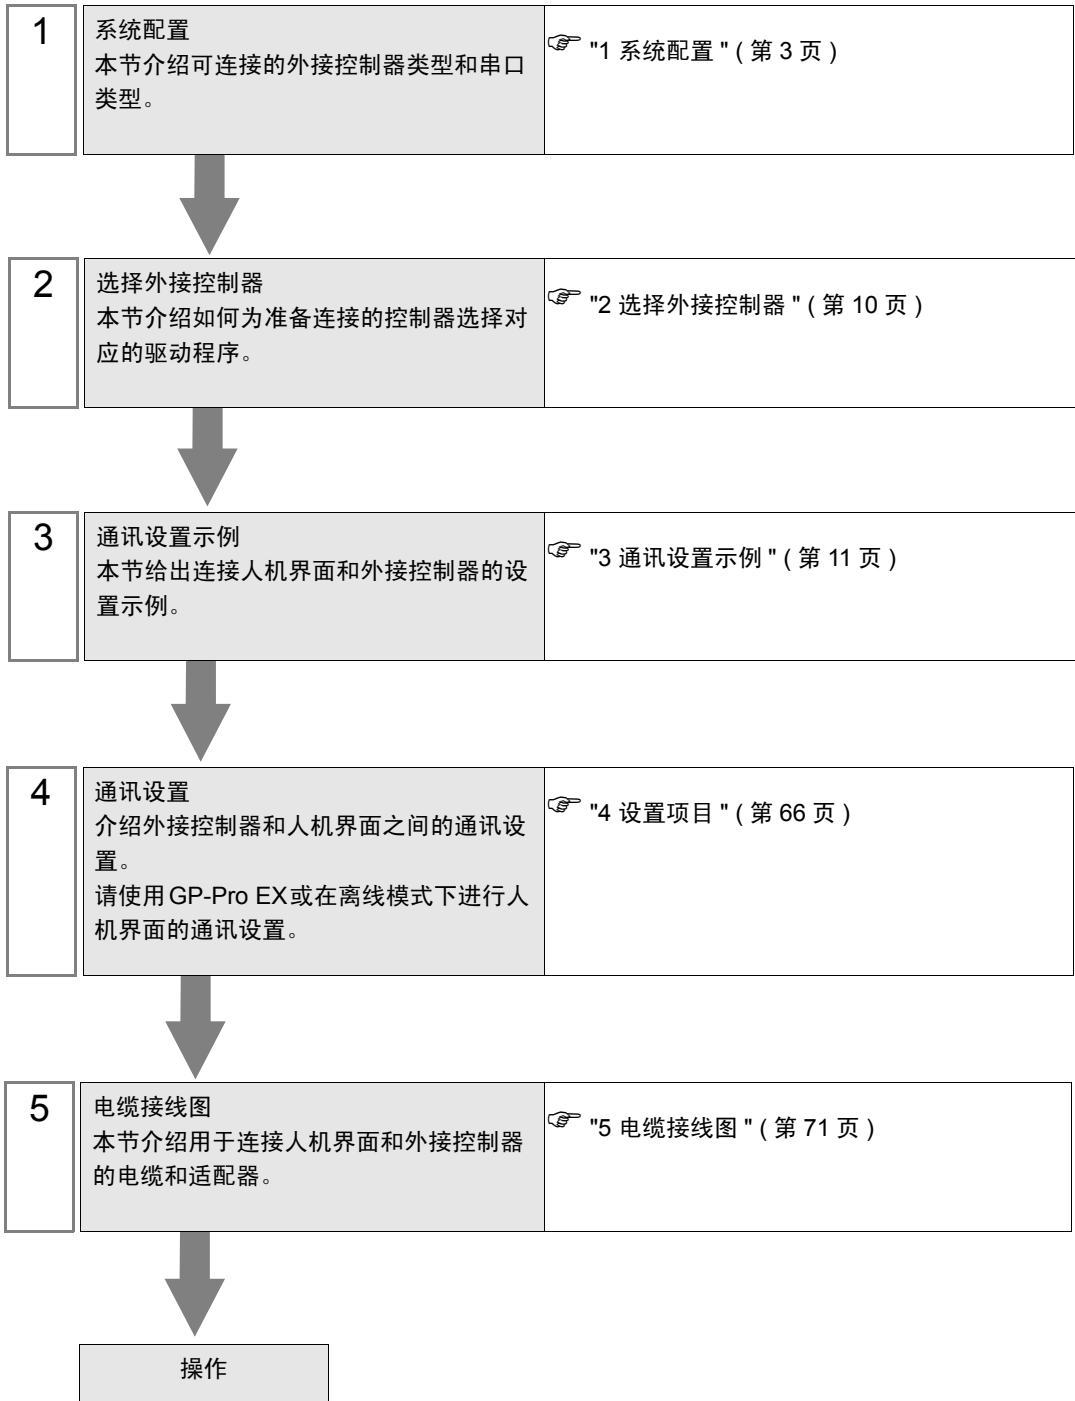 1
系统配置
本节介绍可连接的外接控制器类型和串口
类型。
☞ "1 系统配置 " ( 第 3 页 )
2
选择外接控制器
本节介绍如何为准备连接的控制器选择对
应的驱动程序。
☞ "2 选择外接控制器 " ( 第 10 页 )
3
通讯设置示例
本节给出连接人机界面和外接控制器的设
置示例。
☞ "3 通讯设置示例 " ( 第 11 页 )
4
通讯设置
介绍外接控制器和人机界面之间的通讯设
置。
请使用GP-Pro EX或在离线模式下进行人
机界面的通讯设置。
☞ "4 设置项目 " ( 第 66 页 )
5
电缆接线图
本节介绍用于连接人机界面和外接控制器
的电缆和适配器。
☞ "5 电缆接线图 " ( 第 71 页 )
操作